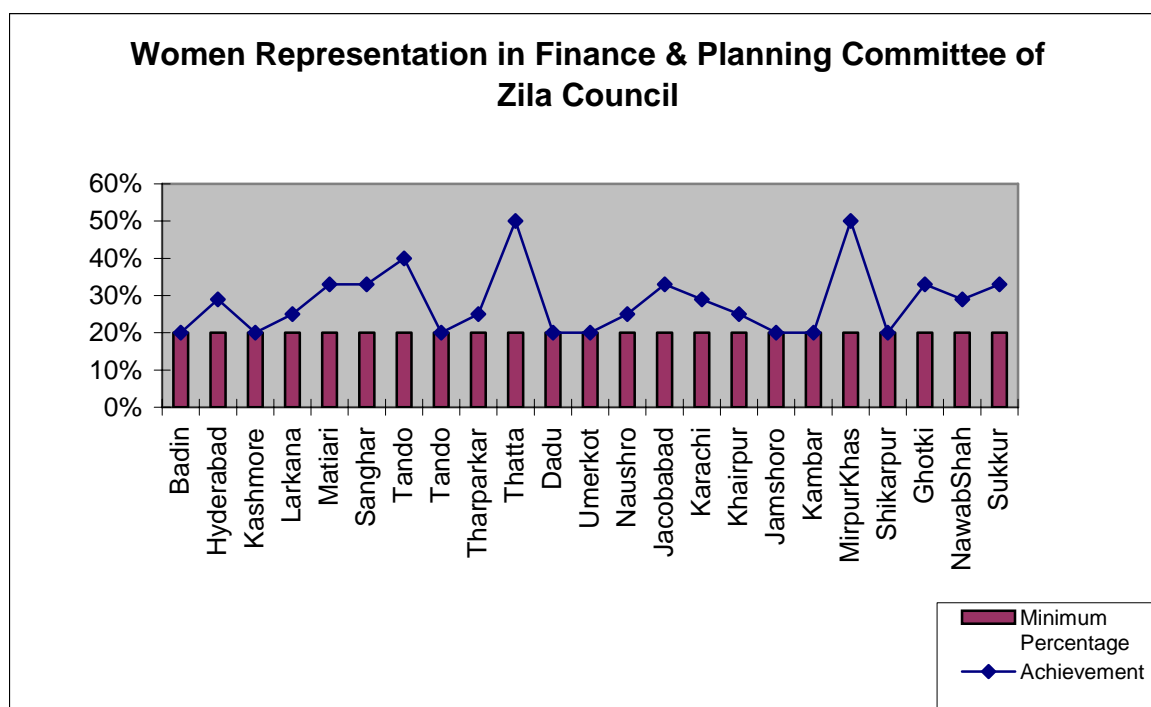 Women Representation in Finance & Planning Committee of
Zila Council
60%
50%
40%
30%
20%
10%
0%
Badin
Hyderabad
Kashmore
Larkana
Matiari
Sanghar
Tando
Tando
Tharparkar
Thatta
Dadu
Umerkot
Naushro
Jacobabad
Karachi
Khairpur
Jamshoro
Kambar
MirpurKhas
Shikarpur
Ghotki
NawabShah
Sukkur
Minimum
Percentage
Achievement